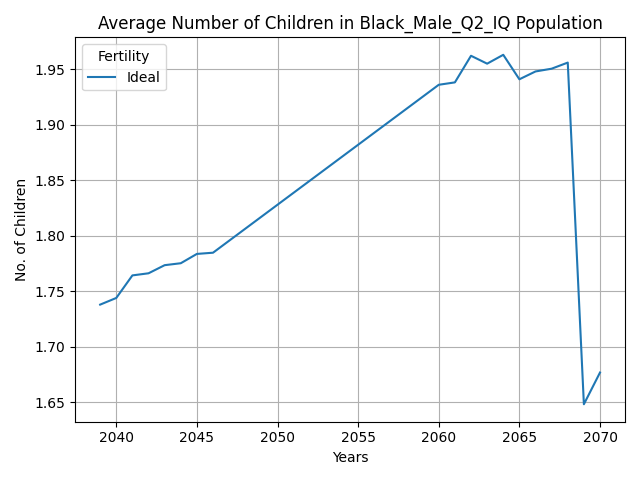 Average Number of Children in Black_Male_Q2_IQ Population
Fertility
Ideal
No. of Children
1.95
1.90
1.85
1.80
1.75
1.70
1.65
2040 2045 2050 2055 2060 2065 2070
Years